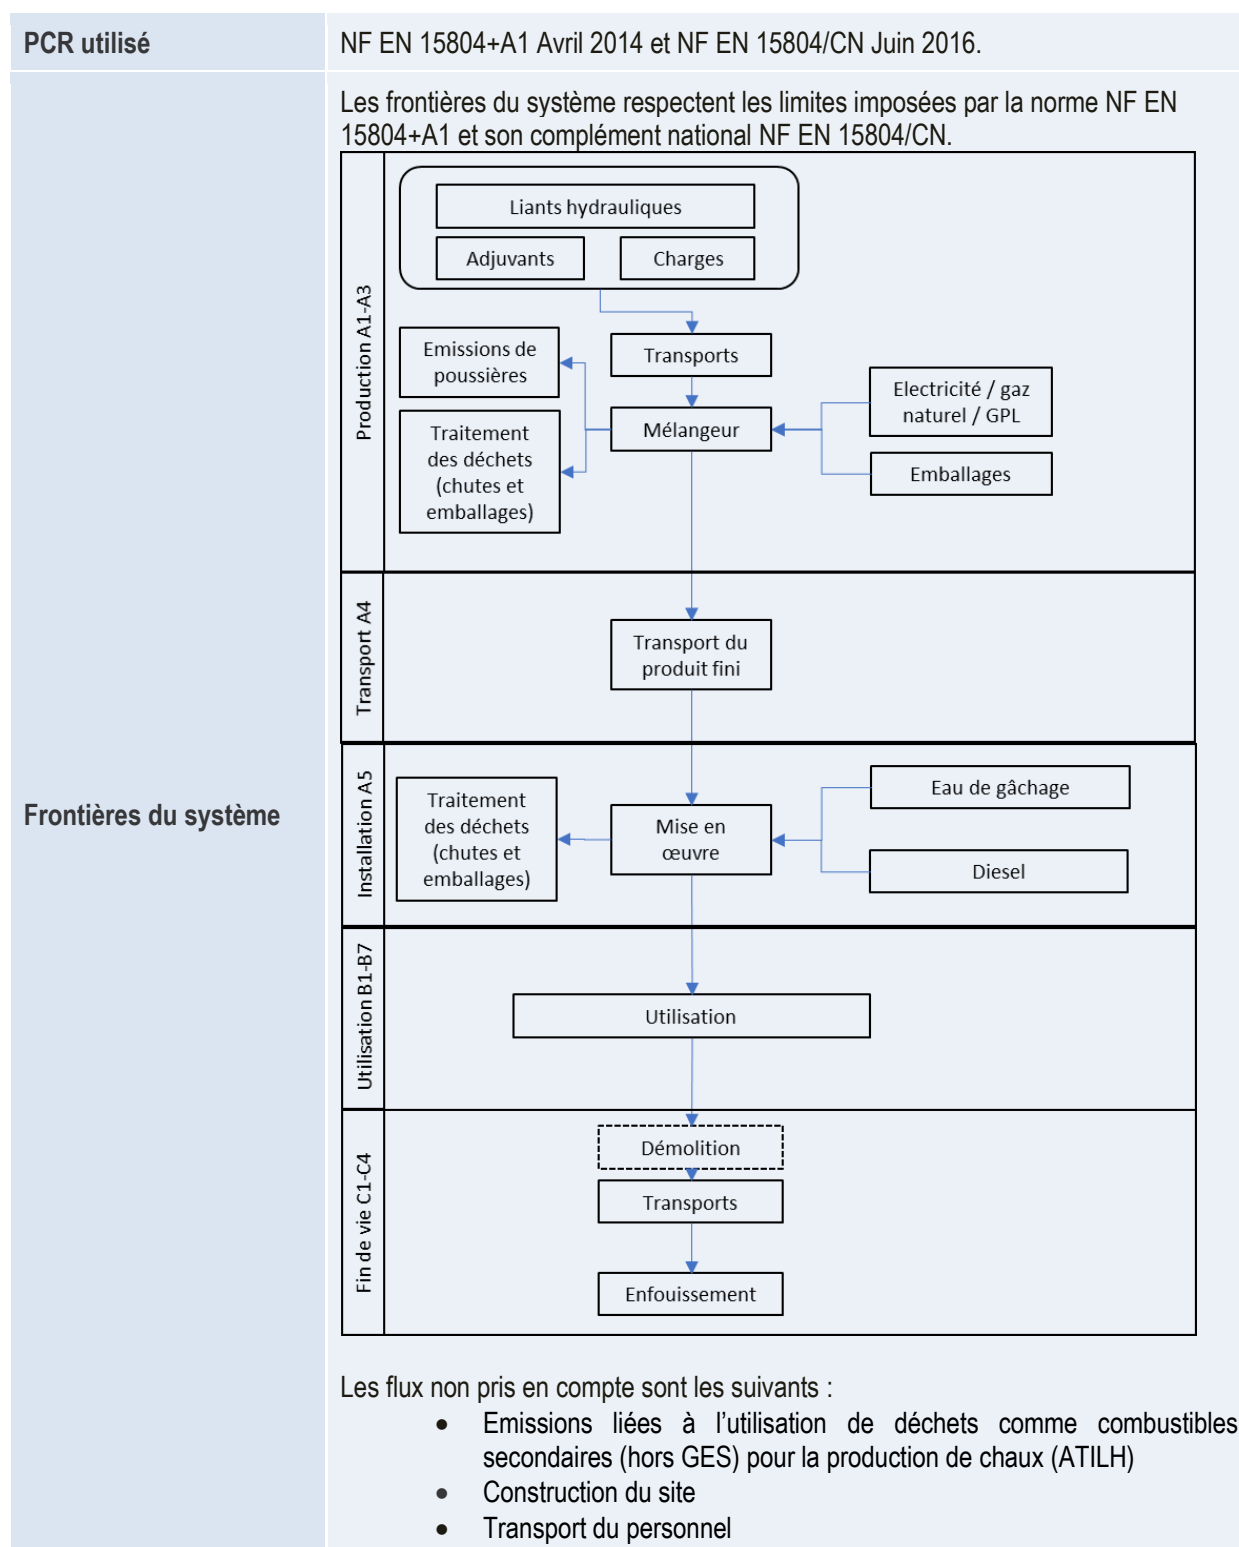 PCR utilisé
NF EN 15804+A1 Avril 2014 et NF EN 15804/CN Juin 2016.
Frontières du système
Les frontières du système respectent les limites imposées par la norme NF EN
15804+A1 et son complément national NF EN 15804/CN.
Production A1-A3
Liants hydrauliques
Adjuvants
Charges
Transports
Emissions de
poussières
Mélangeur
Traitement
des déchets
(chutes et
emballages)
Electricité / gaz
naturel / GPL
Emballages
Transport A4
Transport du
produit fini
Installation A5
Traitement
des déchets
(chutes et
emballages)
Mise en
œuvre
Eau de gâchage
Diesel
Utilisation B1-B7
Utilisation
Fin de vie C1-C4
Démolition
Transports
Enfouissement
Les flux non pris en compte sont les suivants :
• Emissions liées à l’utilisation de déchets comme combustibles
secondaires (hors GES) pour la production de chaux (ATILH)
• Construction du site
• Transport du personnel